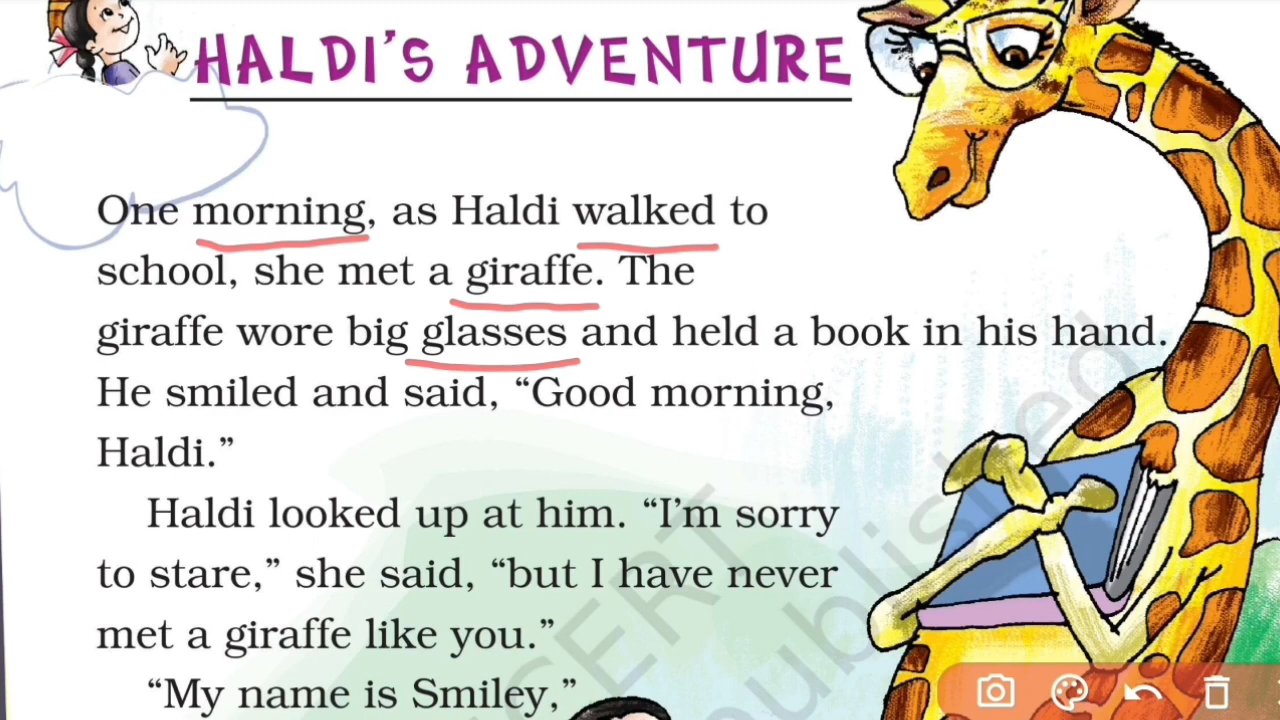 HALDI'S ADVENTURE
One morning, as Haldi walked to
school, she met a giraffe. The
giraffe wore big glasses and held a book in his hand.
He smiled and said, “Good morning,
Haldi.”
Haldi looked up at him. “I'm sorry
to stare,” she said, “but I have never
met a giraffe like you.”
“My name is Smiley,”